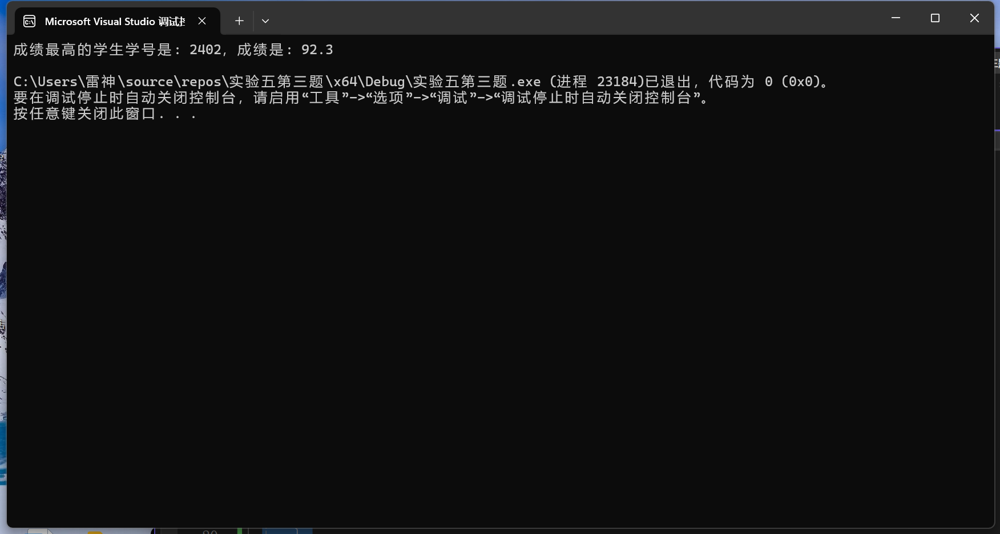 Microsoft Visual Studio 调试
成绩最高的学生学号是：2402，成绩是：92.3
C:\Users\雷神\source\repos\实验五第三题\x64\Debug\实验五第三题.exe (进程 23184)已退出，代码为 0 (0x0)。
要在调试停止时自动关闭控制台，请启用“工具”->“选项”->“调试”->“调试停止时自动关闭控制台”。
按任意键关闭此窗口. . .